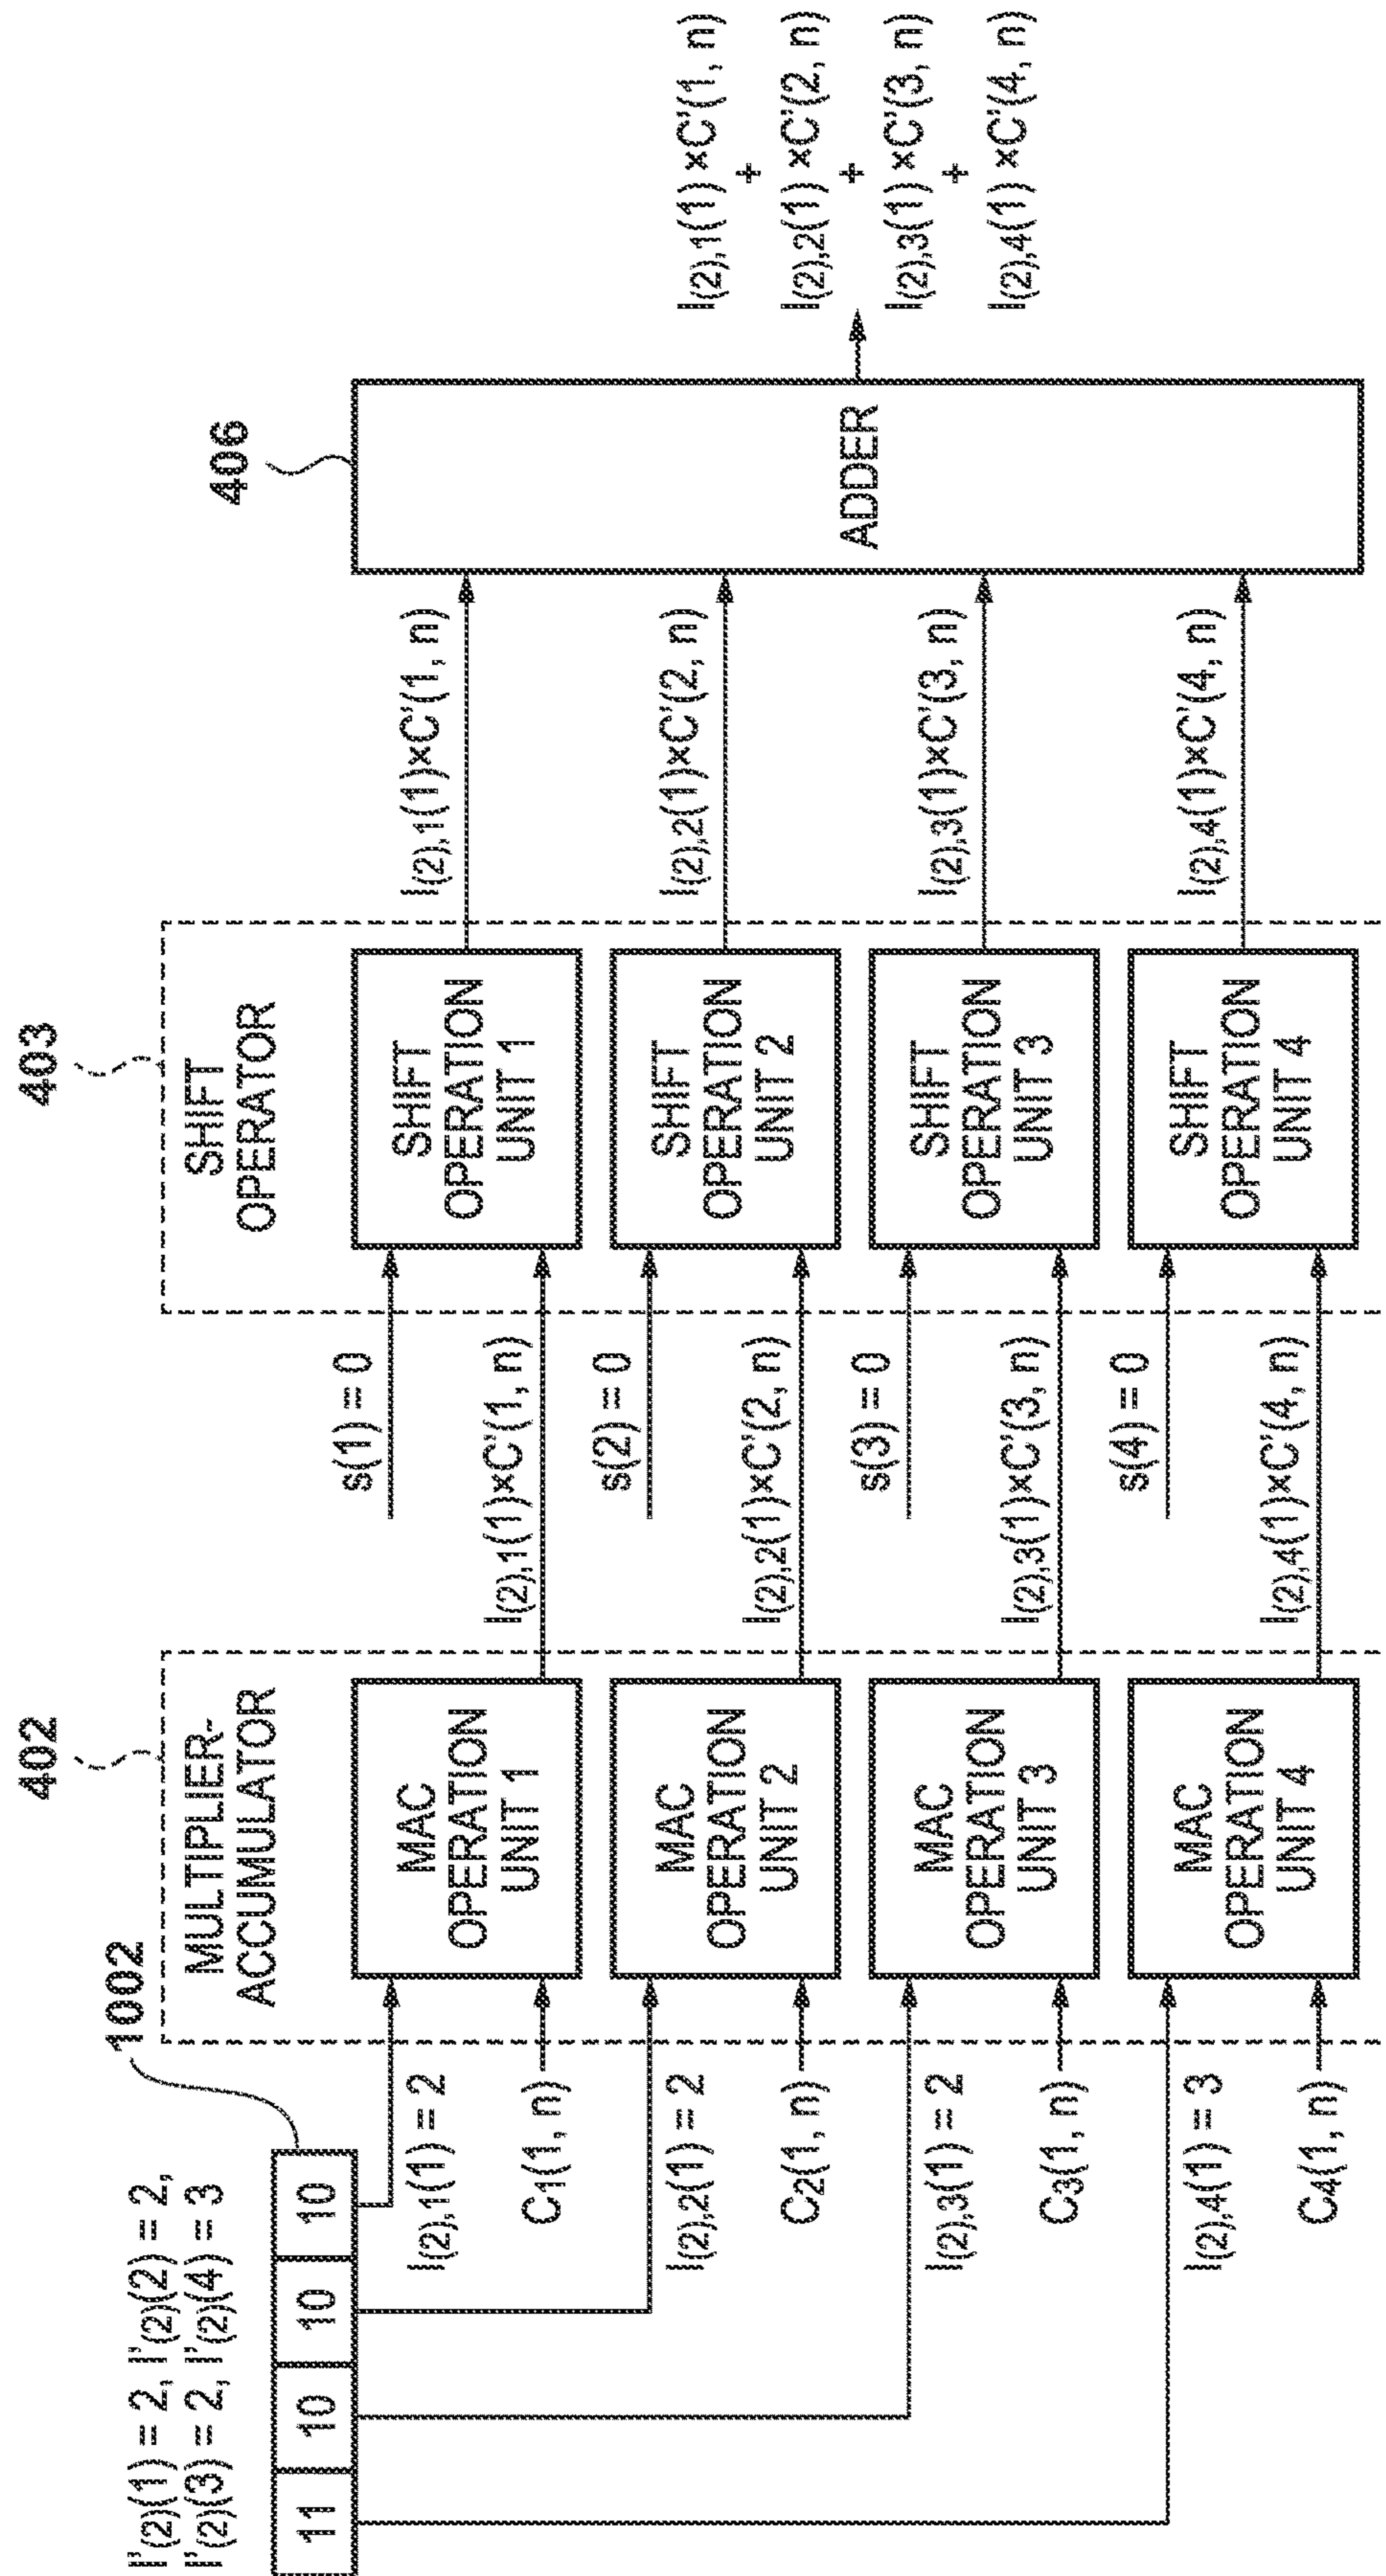 I'(2)(1) = 2, I'(2)(2) = 2,
I'(2)(3) = 2, I'(2)(4) = 3
11 10 10 10
1002
402
MULTIPLIER-
ACCUMULATOR
I(2),1(1) = 2
C1(1, n)
MAC
OPERATION
UNIT 1
I(2),2(1) = 2
C2(1, n)
MAC
OPERATION
UNIT 2
I(2),3(1) = 2
C3(1, n)
MAC
OPERATION
UNIT 3
I(2),4(1) = 3
C4(1, n)
MAC
OPERATION
UNIT 4
s(1) = 0
I(2),1(1)×C'(1, n)
s(2) = 0
I(2),2(1)×C'(2, n)
s(3) = 0
I(2),3(1)×C'(3, n)
s(4) = 0
I(2),4(1)×C'(4, n)
403
SHIFT
OPERATOR
SHIFT
OPERATION
UNIT 1
SHIFT
OPERATION
UNIT 2
SHIFT
OPERATION
UNIT 3
SHIFT
OPERATION
UNIT 4
I(2),1(1)×C'(1, n)
I(2),2(1)×C'(2, n)
I(2),3(1)×C'(3, n)
I(2),4(1)×C'(4, n)
406
ADDER
I(2),1(1) ×C'(1, n)
+
I(2),2(1) ×C'(2, n)
+
I(2),3(1) ×C'(3, n)
+
I(2),4(1) ×C'(4, n)